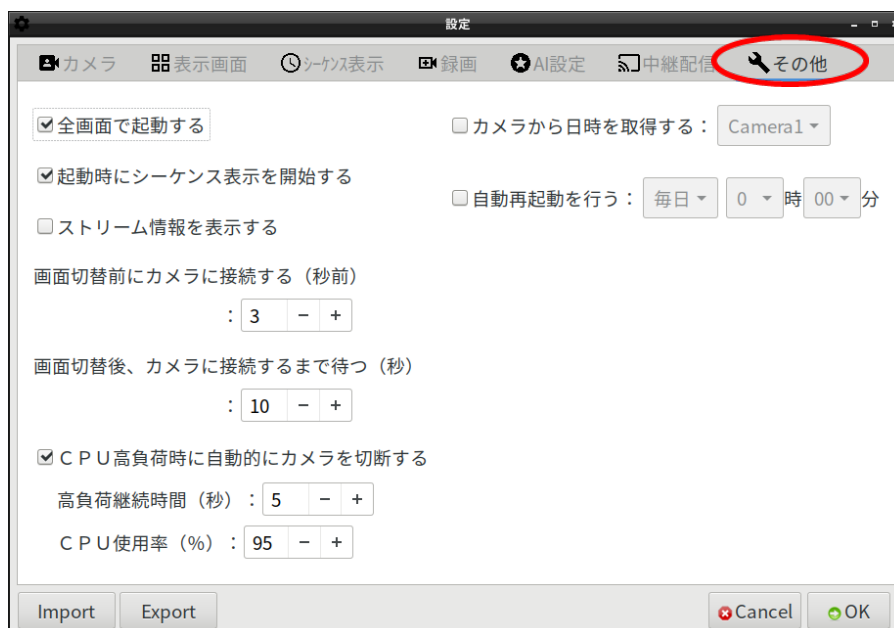 設定
カメラ 表示画面 シーケンス表示 録画 AI設定 中継配信 その他
全画面で起動する
カメラから日時を取得する： Camera1
起動時にシーケンス表示を開始する
自動再起動を行う： 毎日 0 時 00 分
ストリーム情報を表示する
画面切替前にカメラに接続する（秒前）
： 3 − +
画面切替後、カメラに接続するまで待つ（秒）
： 10 − +
ＣＰＵ高負荷時に自動的にカメラを切断する
高負荷継続時間（秒）： 5 − +
ＣＰＵ使用率（%）： 95 − +
Import Export Cancel OK